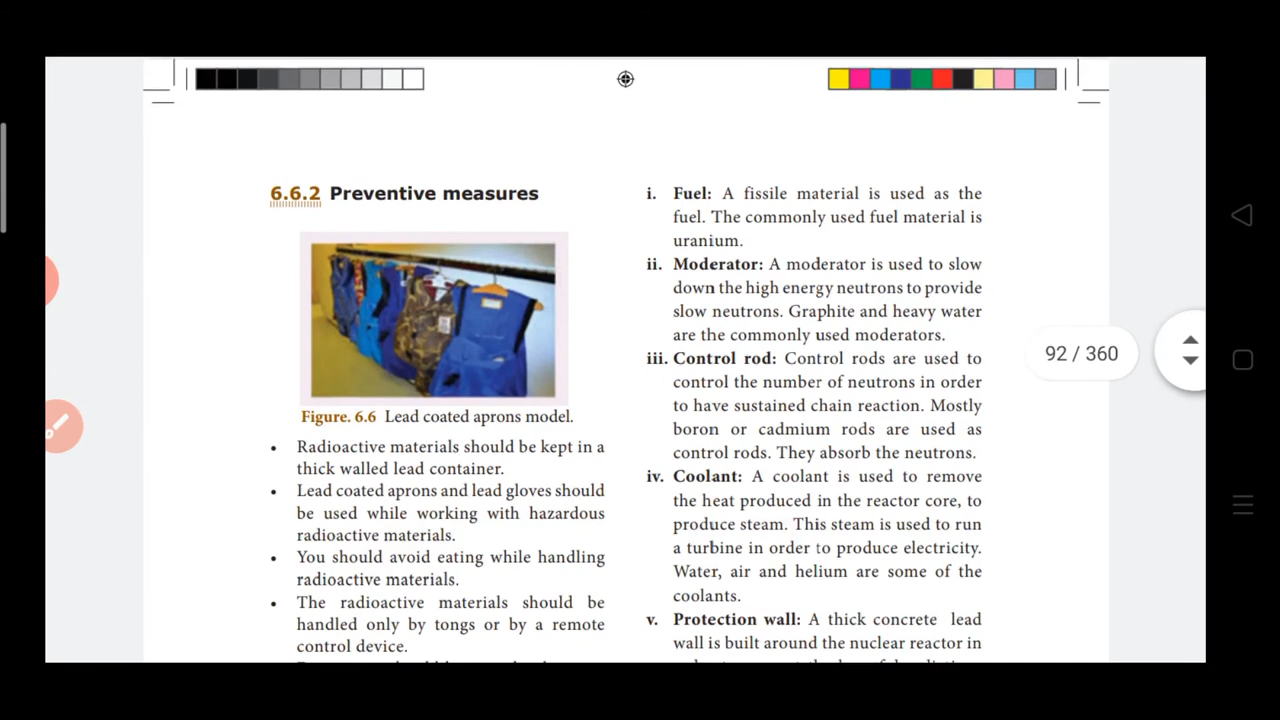 6.6.2 Preventive measures
Figure. 6.6 Lead coated aprons model.
• Radioactive materials should be kept in a
thick walled lead container.
• Lead coated aprons and lead gloves should
be used while working with hazardous
radioactive materials.
• You should avoid eating while handling
radioactive materials.
• The radioactive materials should be
handled only by tongs or by a remote
control device.
i. Fuel: A fissile material is used as the
fuel. The commonly used fuel material is
uranium.
ii. Moderator: A moderator is used to slow
down the high energy neutrons to provide
slow neutrons. Graphite and heavy water
are the commonly used moderators.
iii. Control rod: Control rods are used to
control the number of neutrons in order
to have sustained chain reaction. Mostly
boron or cadmium rods are used as
control rods. They absorb the neutrons.
iv. Coolant: A coolant is used to remove
the heat produced in the reactor core, to
produce steam. This steam is used to run
a turbine in order to produce electricity.
Water, air and helium are some of the
coolants.
v. Protection wall: A thick concrete lead
wall is built around the nuclear reactor in
92 / 360